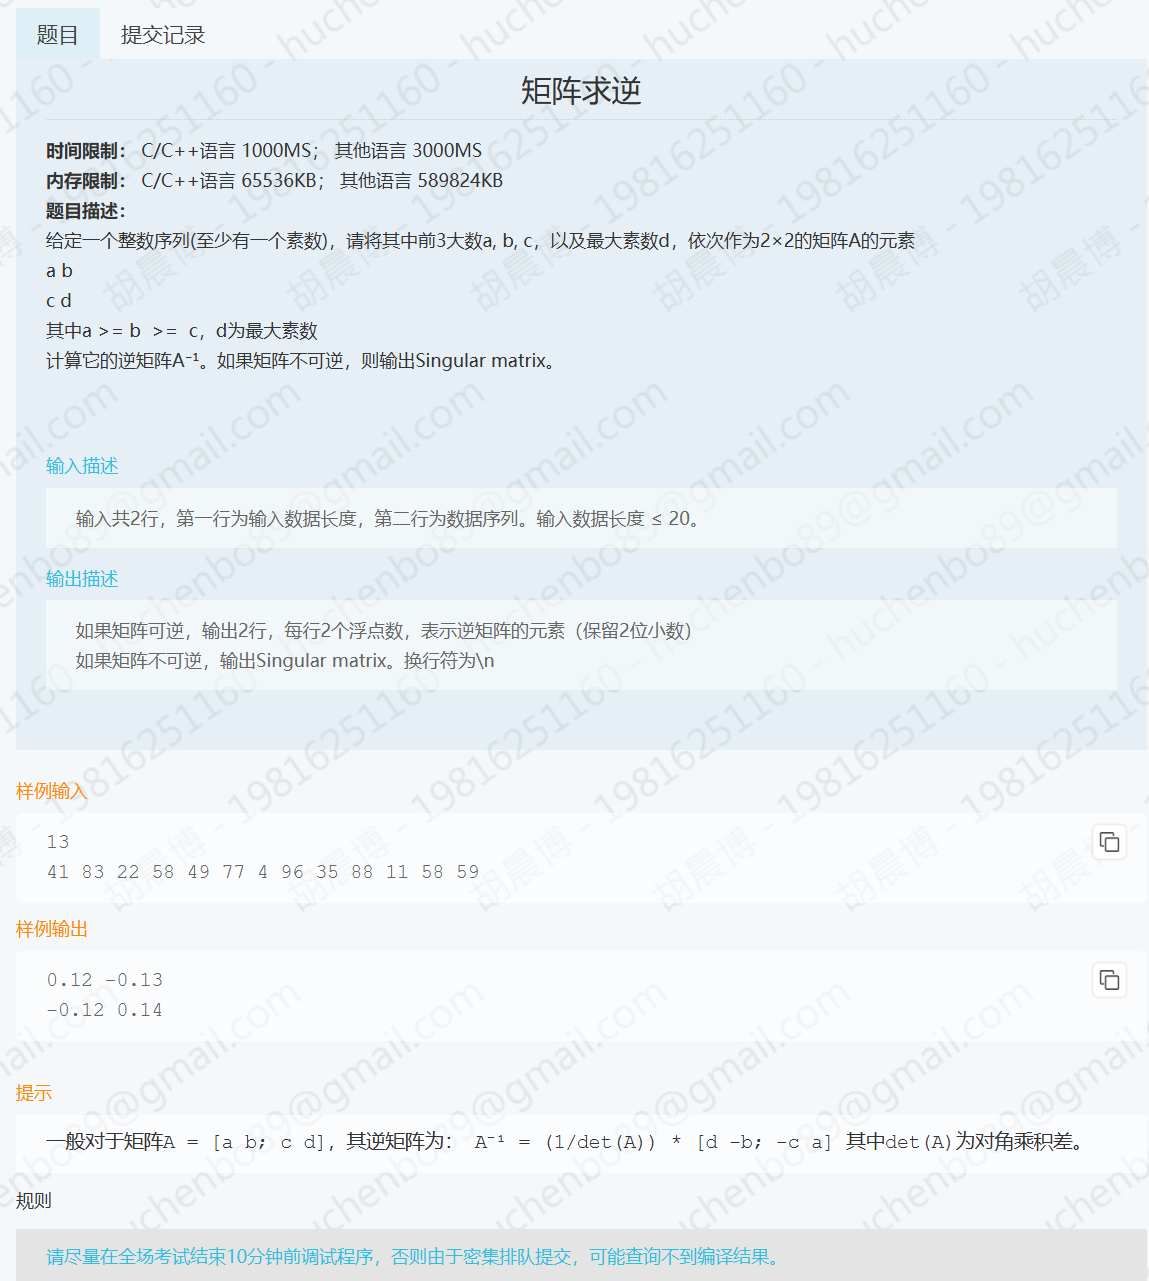 题目 提交记录
矩阵求逆
时间限制： C/C++语言 1000MS； 其他语言 3000MS
内存限制： C/C++语言 65536KB； 其他语言 589824KB
题目描述：
给定一个整数序列(至少有一个素数)，请将其中前3大数a, b, c，以及最大素数d，依次作为2×2的矩阵A的元素
a b
c d
其中a >= b >= c，d为最大素数
计算它的逆矩阵A⁻¹。如果矩阵不可逆，则输出Singular matrix。
输入描述
输入共2行，第一行为输入数据长度，第二行为数据序列。输入数据长度 ≤ 20。
输出描述
如果矩阵可逆，输出2行，每行2个浮点数，表示逆矩阵的元素（保留2位小数）
如果矩阵不可逆，输出Singular matrix。换行符为\n
样例输入
13
41 83 22 58 49 77 4 96 35 88 11 58 59
样例输出
0.12 -0.13
-0.12 0.14
提示
一般对于矩阵A = [a b; c d]，其逆矩阵为： A⁻¹ = (1/det(A)) * [d -b; -c a] 其中det(A)为对角乘积差。
规则
请尽量在全场考试结束10分钟前调试程序，否则由于密集排队提交，可能查询不到编译结果。
胡晨博 - 19816251160 - huchenbo89@gmail.com